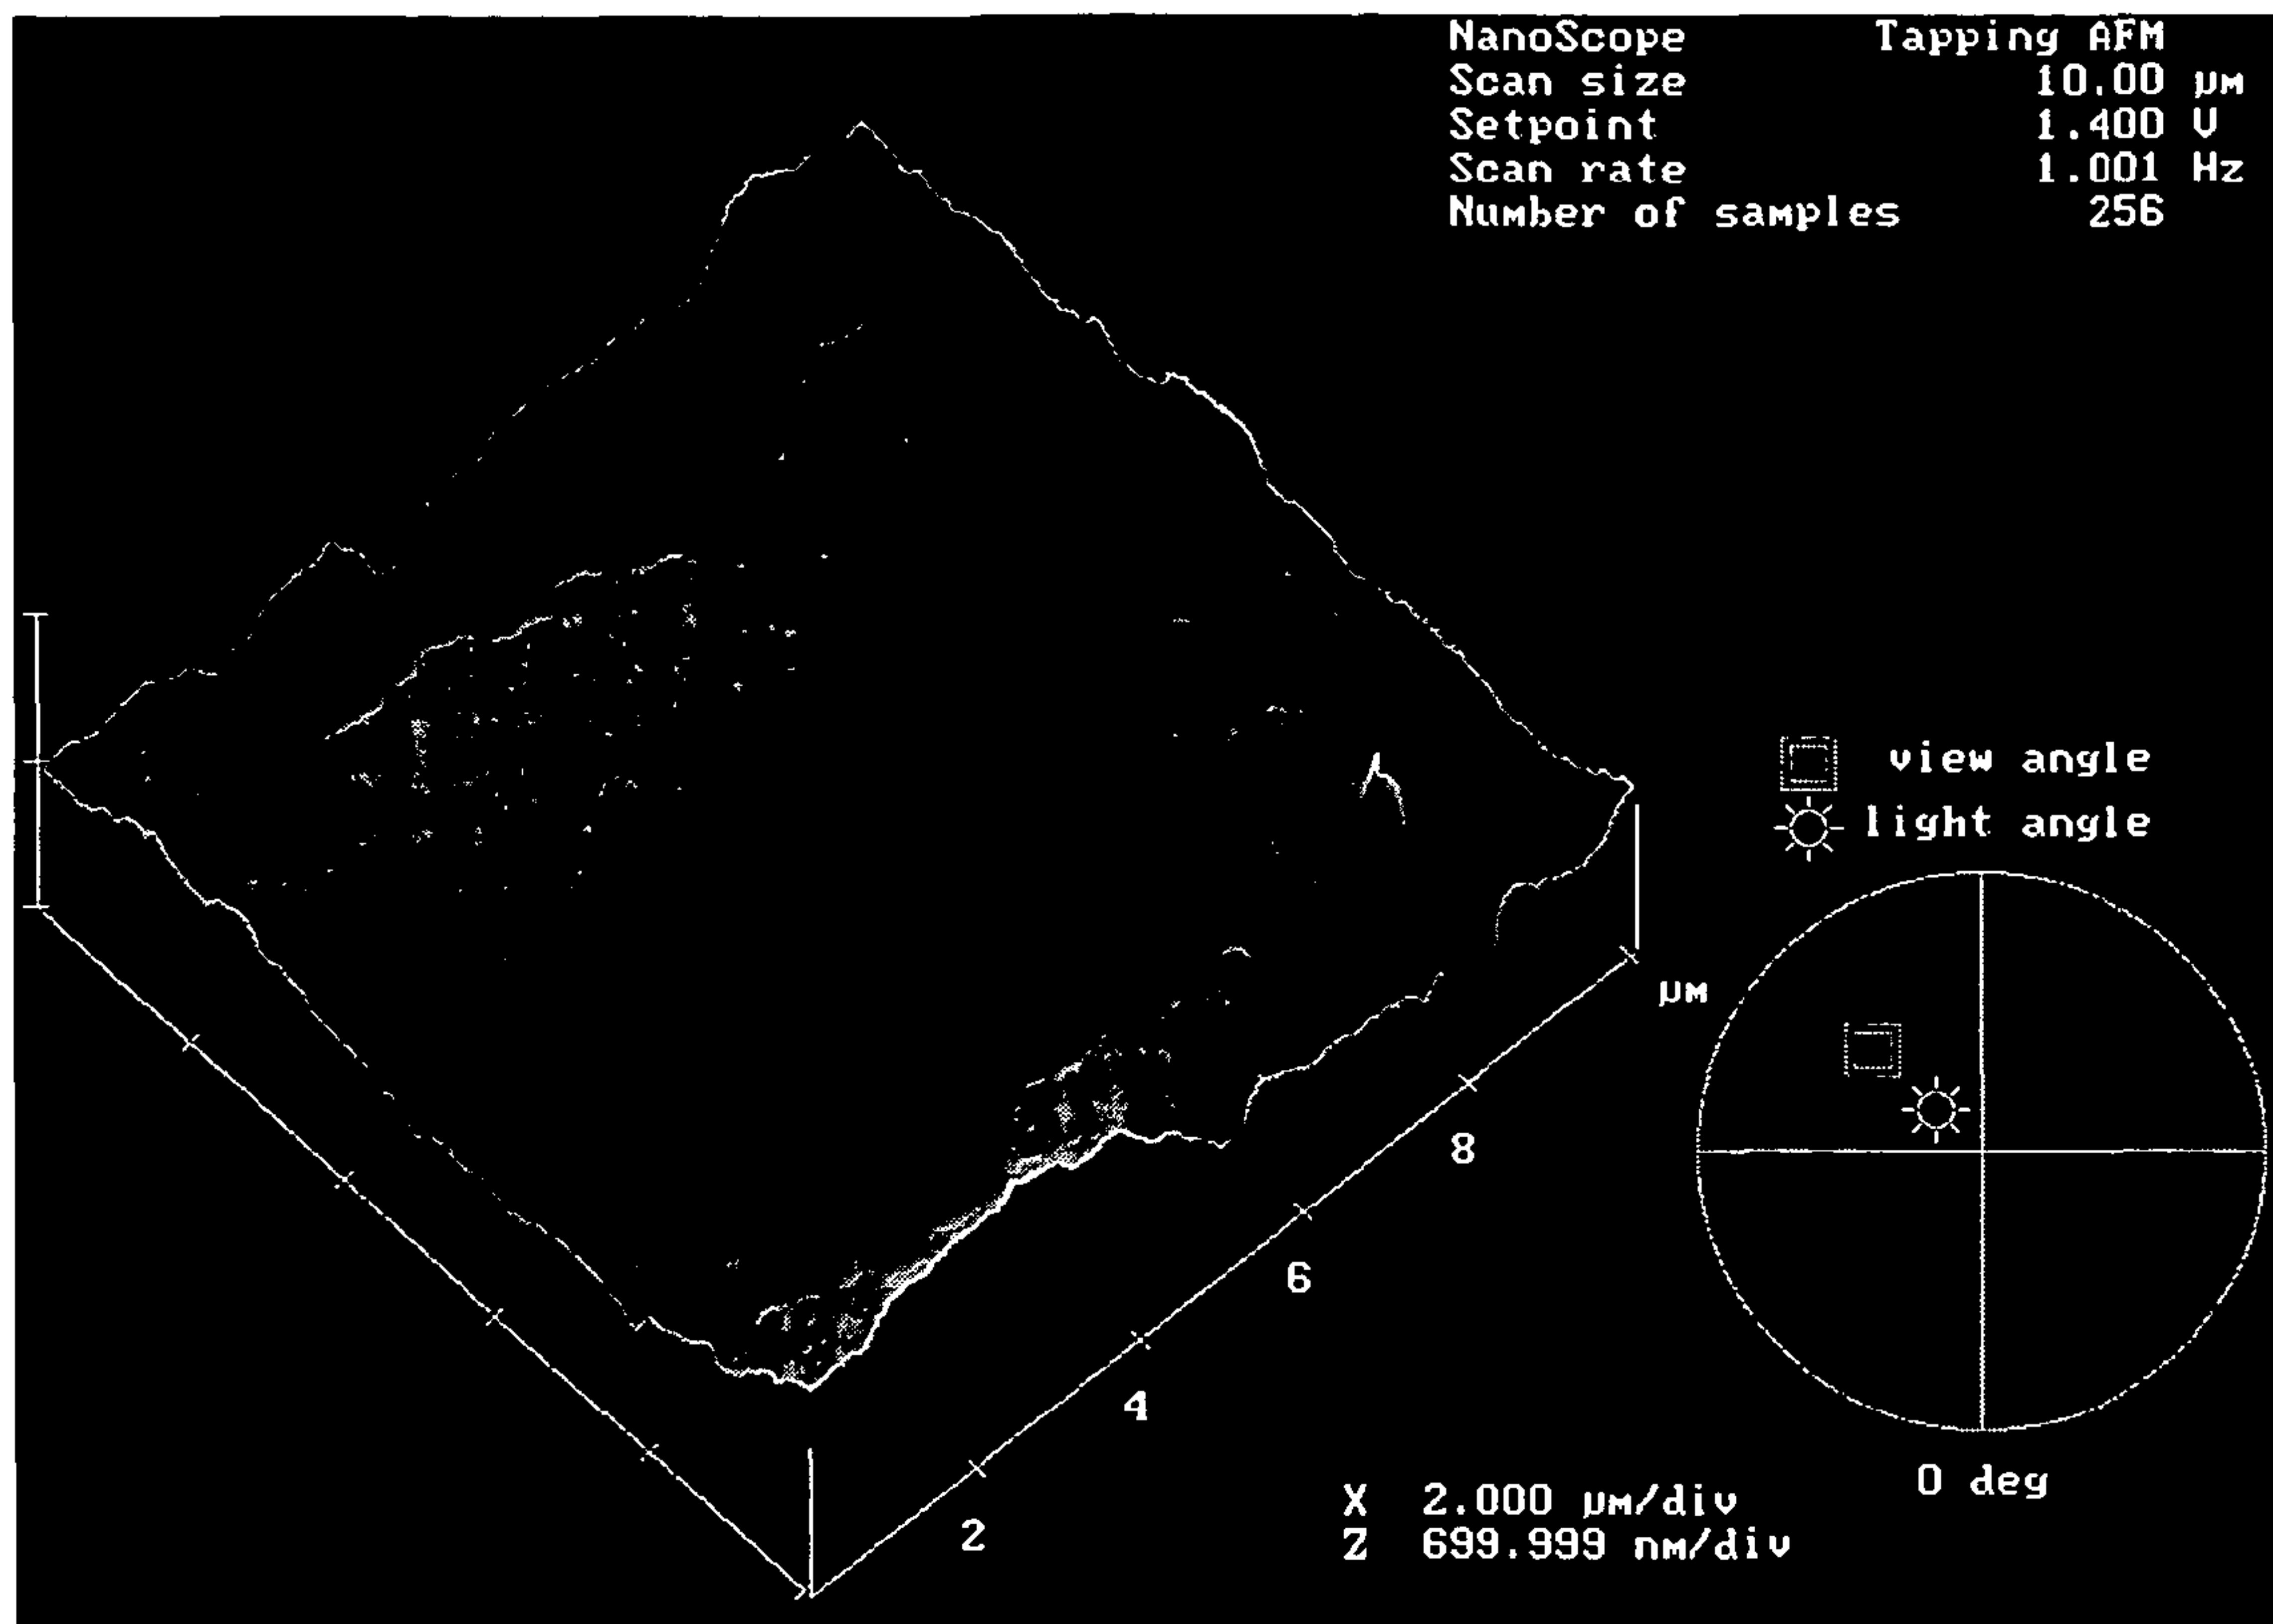 NanoScope Tapping AFM
Scan size 10.00 µm
Setpoint 1.400 V
Scan rate 1.001 Hz
Number of samples 256
view angle
light angle
µm
8
6
4
2
0 deg
X 2.000 µm/div
Z 699.999 nm/div